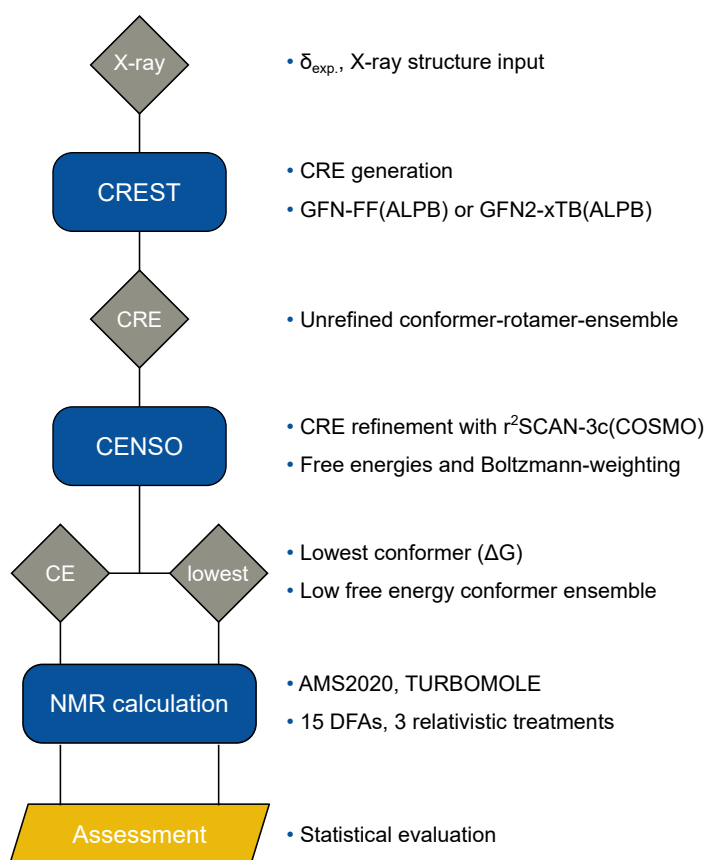 X-ray
• δexp., X-ray structure input
CREST
• CRE generation
• GFN-FF(ALPB) or GFN2-xTB(ALPB)
CRE
• Unrefined conformer-rotamer-ensemble
CENSO
• CRE refinement with r²SCAN-3c(COSMO)
• Free energies and Boltzmann-weighting
CE
lowest
• Lowest conformer (ΔG)
• Low free energy conformer ensemble
NMR calculation
• AMS2020, TURBOMOLE
• 15 DFAs, 3 relativistic treatments
Assessment
• Statistical evaluation